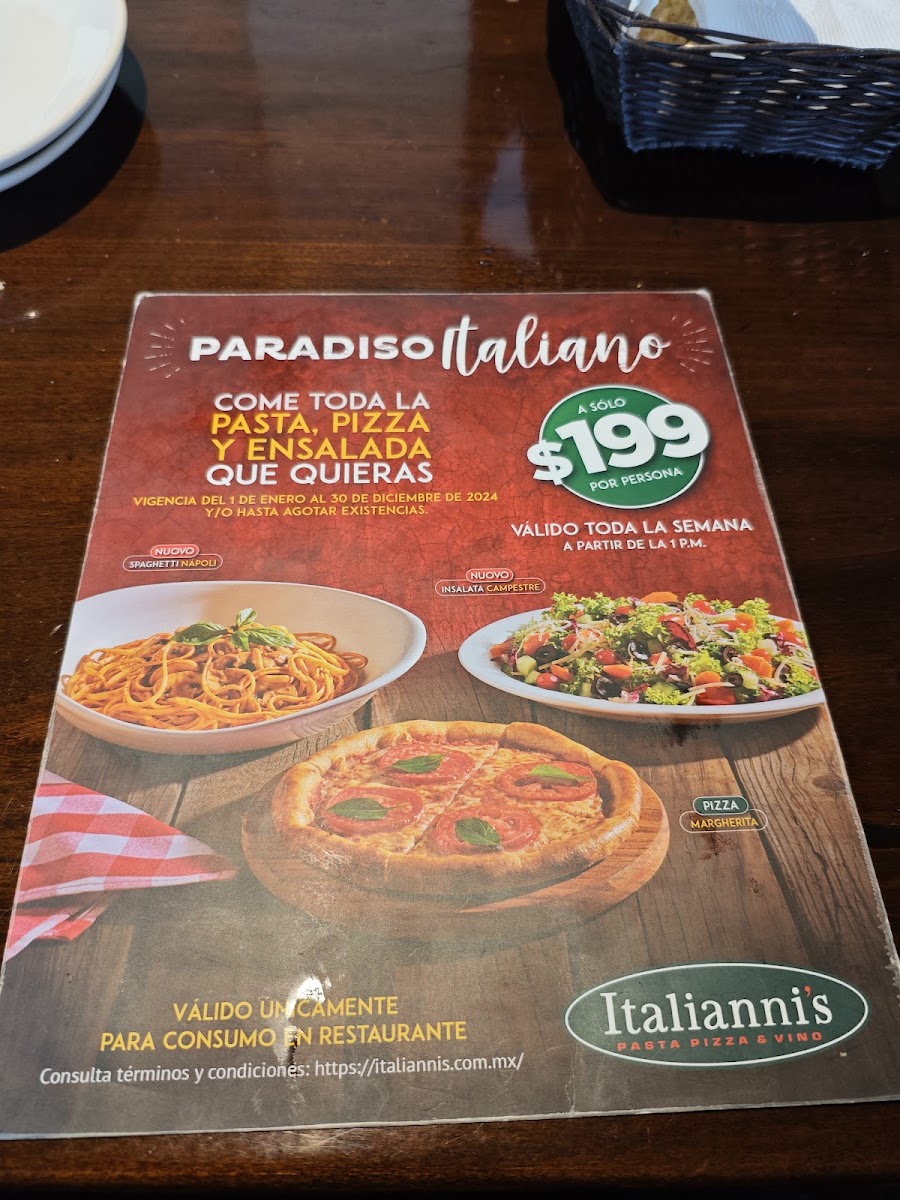 PARADISO Italiano
COME TODA LA
PASTA, PIZZA
Y ENSALADA
QUE QUIERAS
VIGENCIA DEL 1 DE ENERO AL 30 DE DICIEMBRE DE 2024
Y/O HASTA AGOTAR EXISTENCIAS.
A SÓLO
$199
POR PERSONA
VÁLIDO TODA LA SEMANA
A PARTIR DE LA 1 P.M.
NUEVO
SPAGHETTI NAPOLI
NUOVO
INSALATA CAMPESTRE
PIZZA
MARGHERITA
VÁLIDO ÚNICAMENTE
PARA CONSUMO EN RESTAURANTE
Consulta términos y condiciones: https://italiannis.com.mx/
Italianni's
PASTA PIZZA & VINO